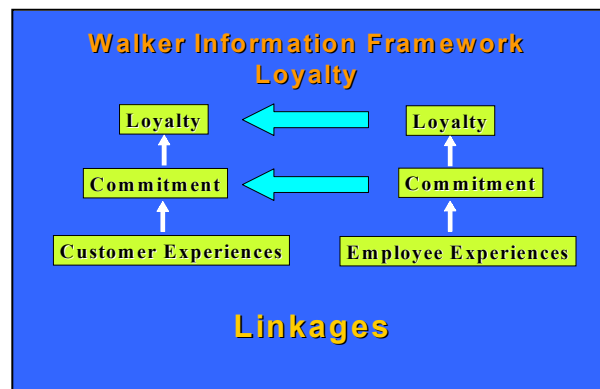 Walker Information Framework
Loyalty
Loyalty
Loyalty
Commitment
Commitment
Customer Experiences
Employee Experiences
Linkages